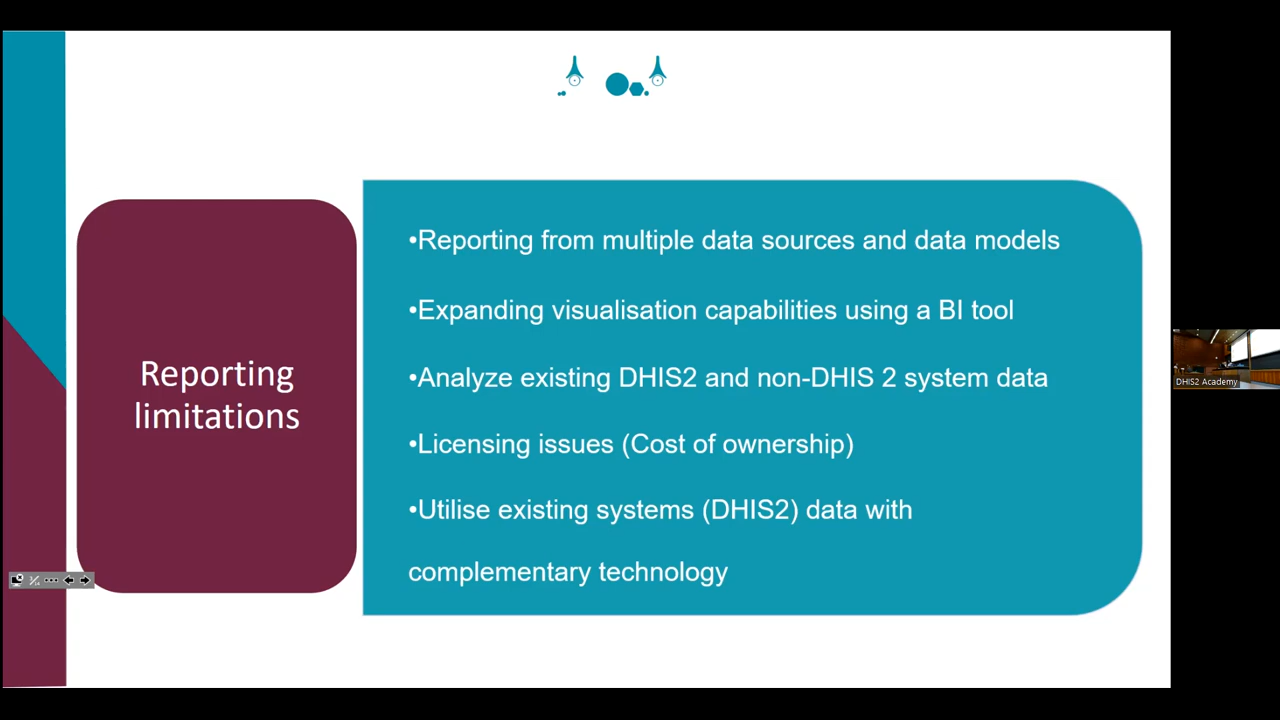 Reporting
limitations
•Reporting from multiple data sources and data models
•Expanding visualisation capabilities using a BI tool
•Analyze existing DHIS2 and non-DHIS 2 system data
•Licensing issues (Cost of ownership)
•Utilise existing systems (DHIS2) data with
complementary technology
DHIS2 Academy